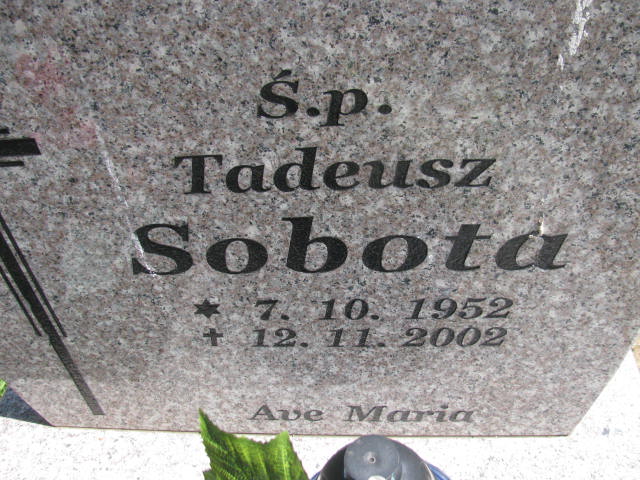 Ś.p.
Tadeusz
Sobota
* 7. 10. 1952
✝ 12. 11. 2002
Ave Maria